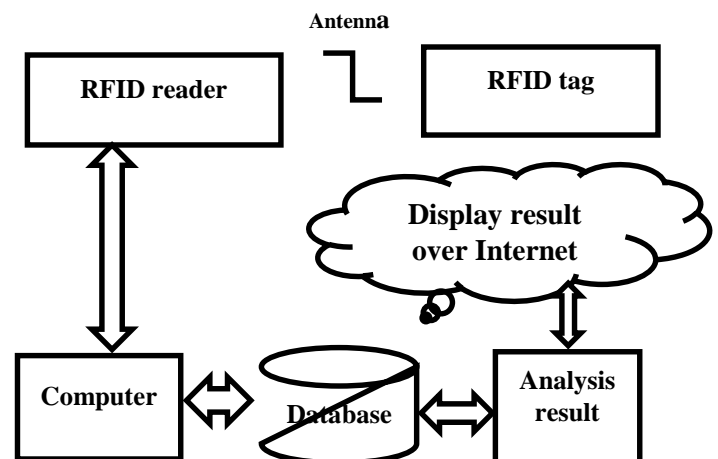 Antenna
RFID reader
RFID tag
Display result
over Internet
Computer
Database
Analysis
result